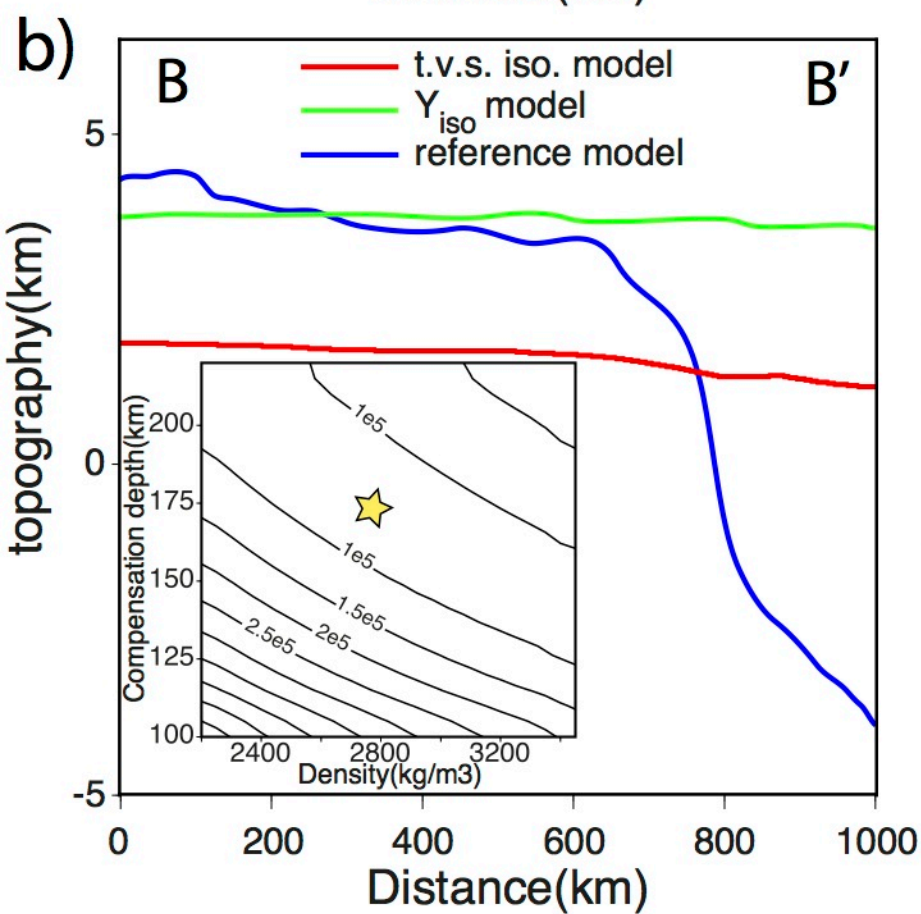 b)
B
B′
t.v.s. iso. model
Yiso model
reference model
5
0
-5
topography(km)
200
175
150
125
100
Compensation depth(km)
1e5
1e5
1.5e5
2e5
2.5e5
2400 2800 3200
Density(kg/m3)
0 200 400 600 800 1000
Distance(km)